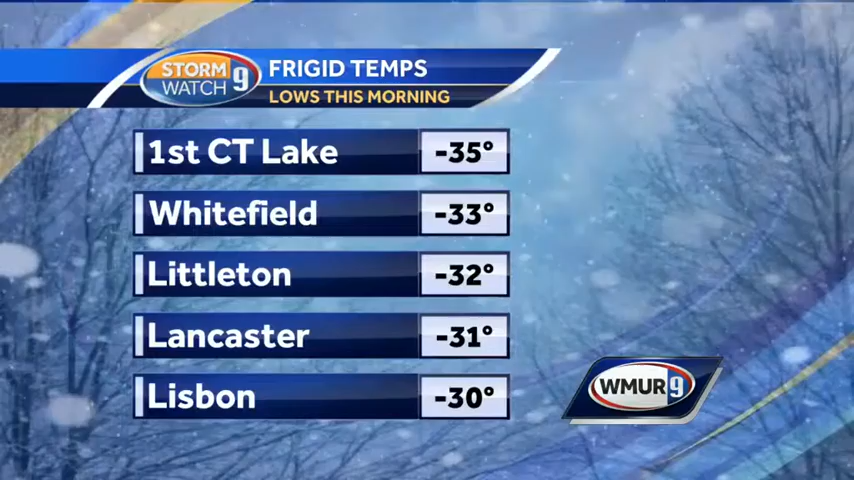 STORM WATCH 9
FRIGID TEMPS
LOWS THIS MORNING
1st CT Lake -35°
Whitefield -33°
Littleton -32°
Lancaster -31°
Lisbon -30°
WMUR 9